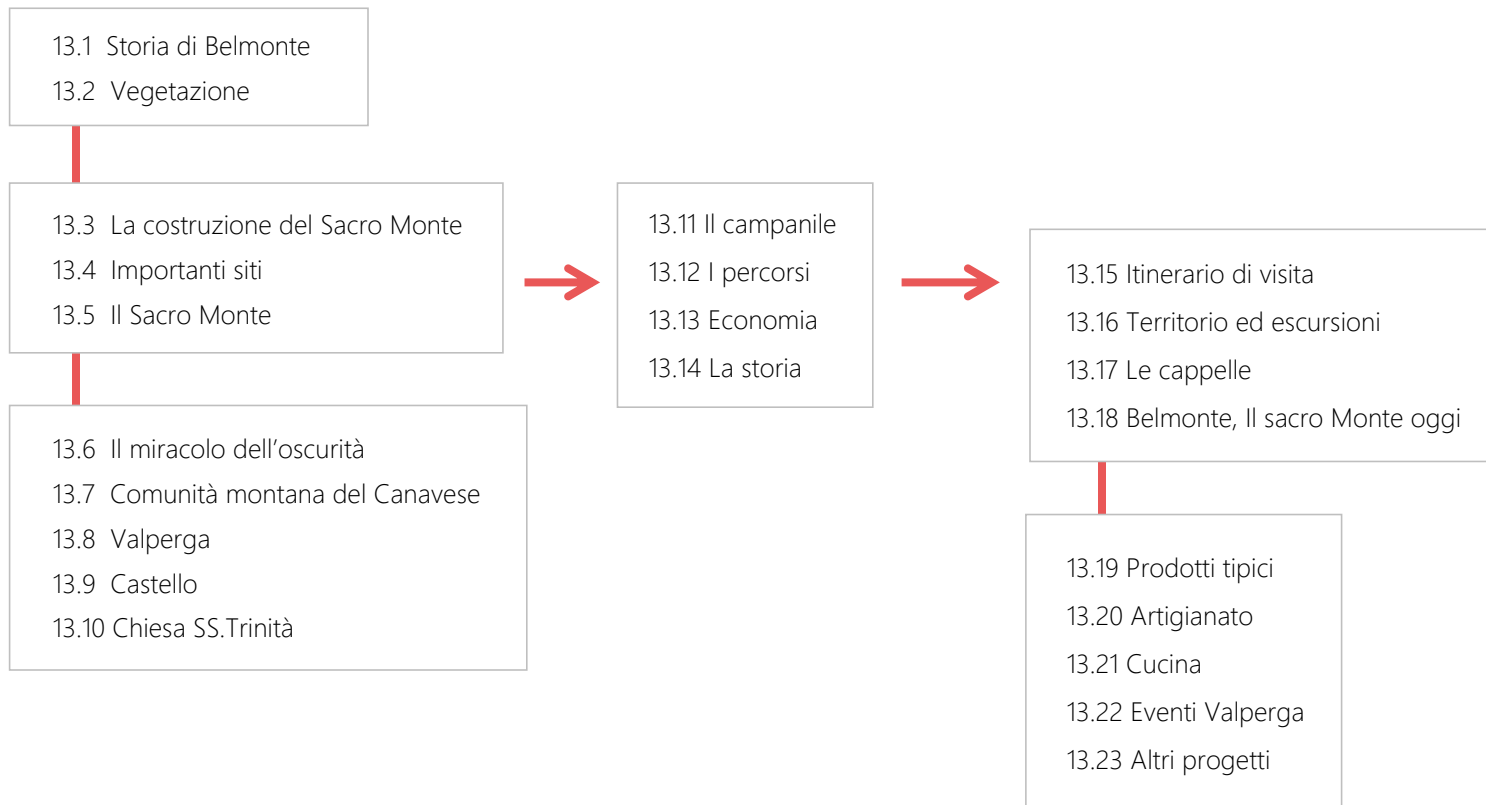 13.1 Storia di Belmonte
13.2 Vegetazione
13.3 La costruzione del Sacro Monte
13.4 Importanti siti
13.5 Il Sacro Monte
13.6 Il miracolo dell’oscurità
13.7 Comunità montana del Canavese
13.8 Valperga
13.9 Castello
13.10 Chiesa SS.Trinità
13.11 Il campanile
13.12 I percorsi
13.13 Economia
13.14 La storia
13.15 Itinerario di visita
13.16 Territorio ed escursioni
13.17 Le cappelle
13.18 Belmonte, Il sacro Monte oggi
13.19 Prodotti tipici
13.20 Artigianato
13.21 Cucina
13.22 Eventi Valperga
13.23 Altri progetti